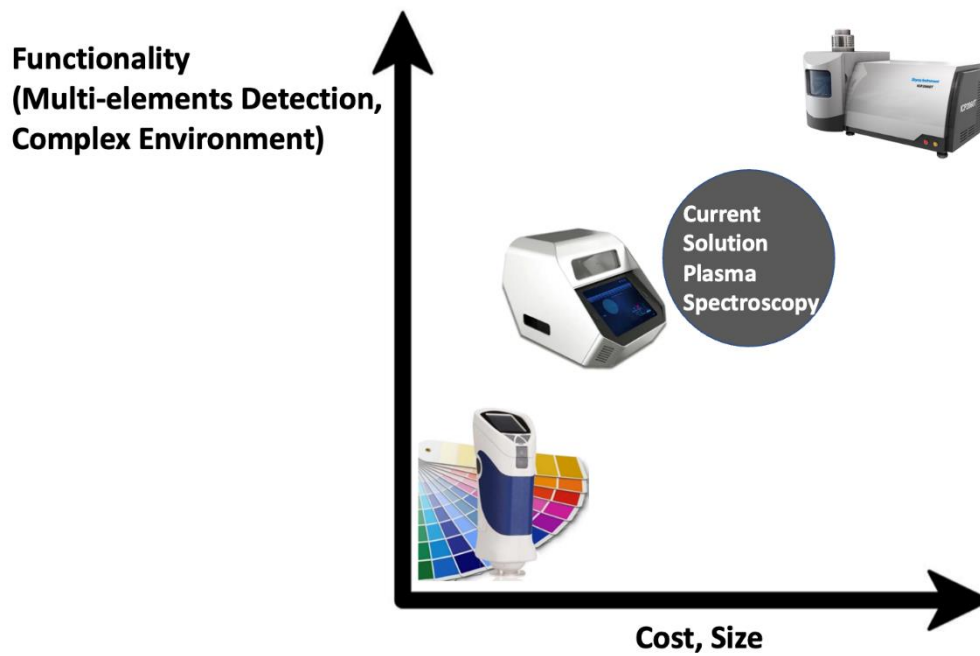 Functionality
(Multi-elements Detection,
Complex Environment)
Current
Solution
Plasma
Spectroscopy
Cost, Size